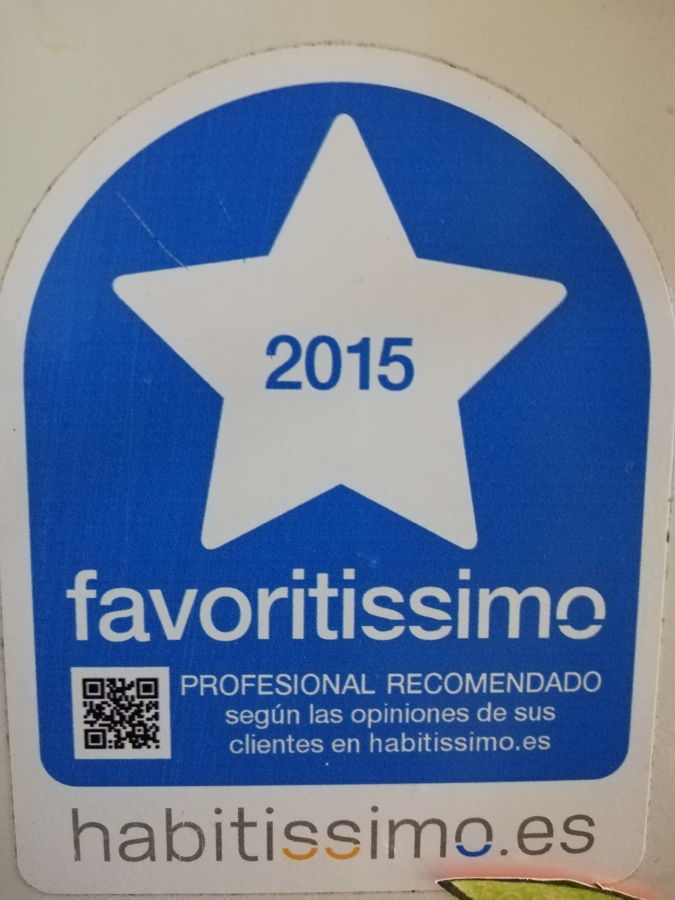 2015
favoritissimo
PROFESIONAL RECOMENDADO
según las opiniones de sus
clientes en habitissimo.es
habitissimo.es